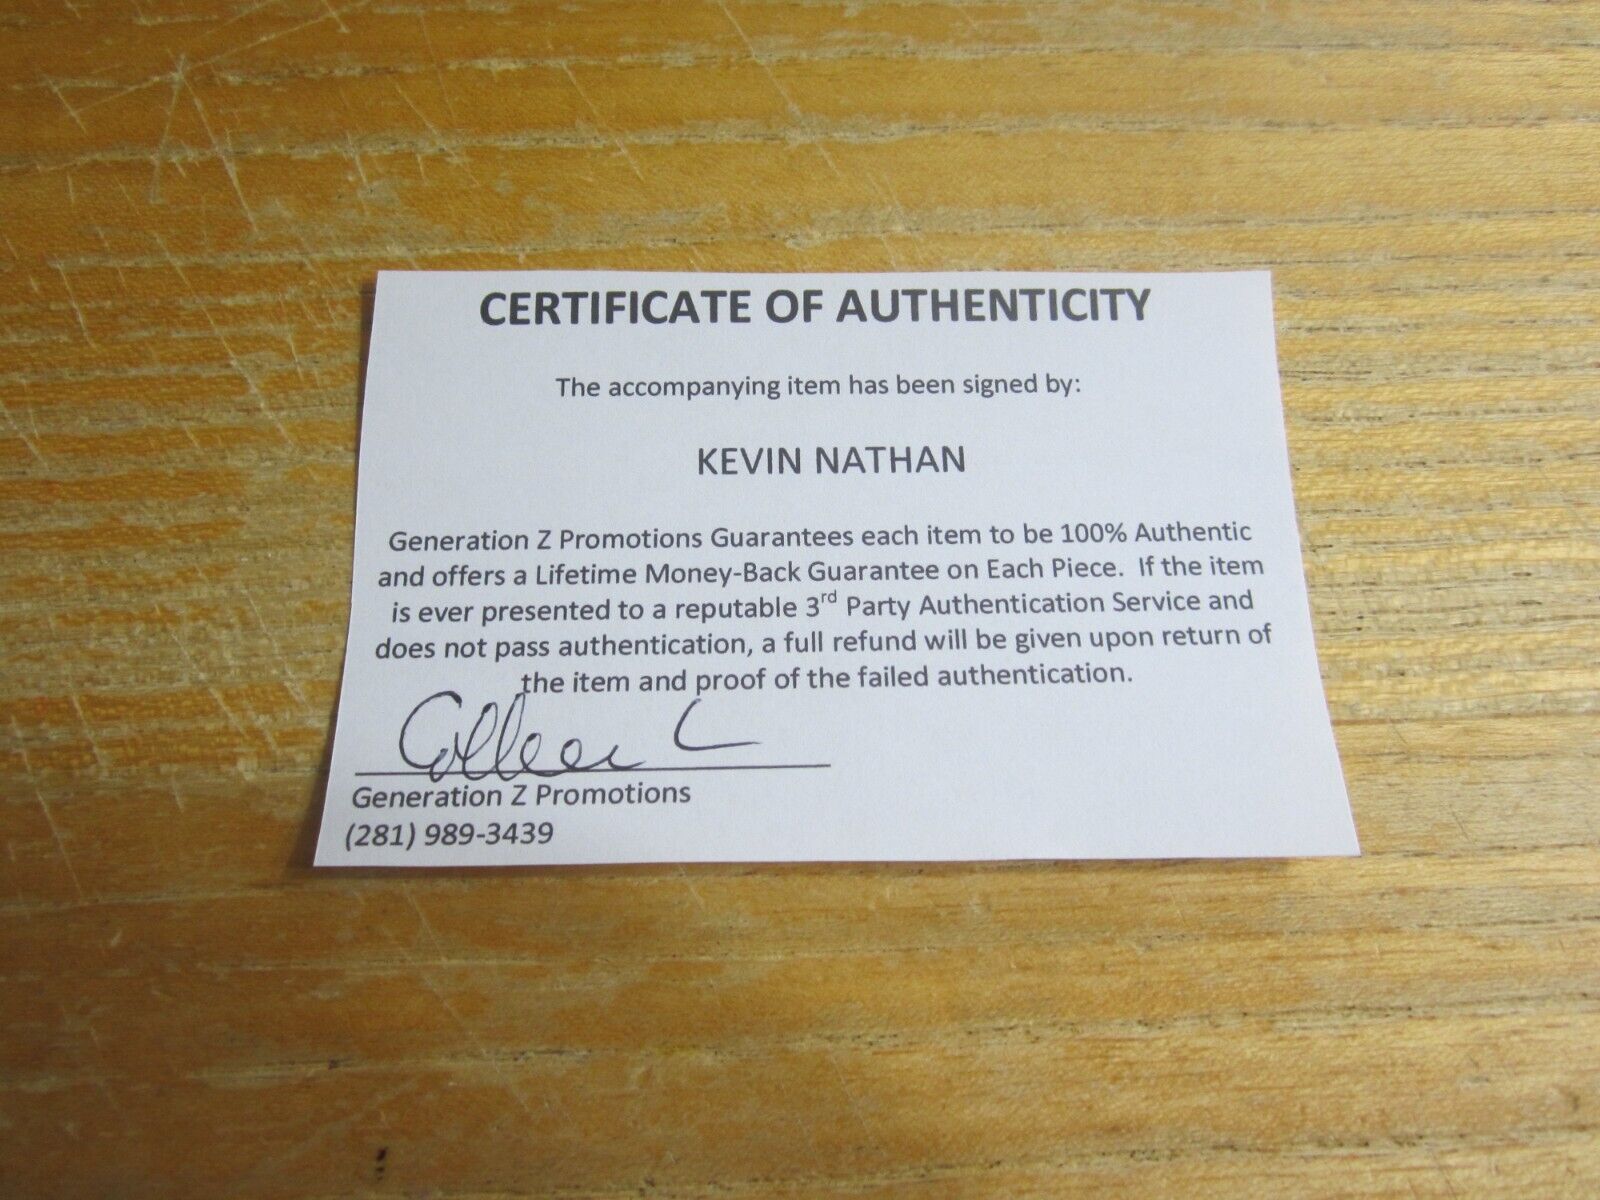 CERTIFICATE OF AUTHENTICITY
The accompanying item has been signed by:
KEVIN NATHAN
Generation Z Promotions Guarantees each item to be 100% Authentic
and offers a Lifetime Money-Back Guarantee on Each Piece. If the item
is ever presented to a reputable 3rd Party Authentication Service and
does not pass authentication, a full refund will be given upon return of
the item and proof of the failed authentication.
Colleen C
Generation Z Promotions
(281) 989-3439